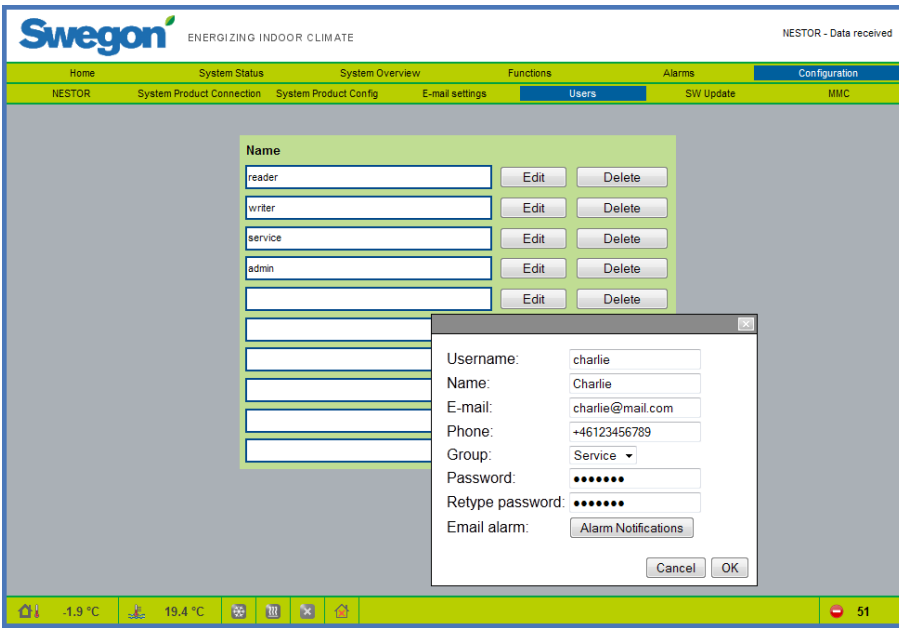 Swegon ENERGIZING INDOOR CLIMATE NESTOR - Data received
Home System Status System Overview Functions Alarms Configuration
NESTOR System Product Connection System Product Config E-mail settings Users SW Update MMC
Name
reader Edit Delete
writer Edit Delete
service Edit Delete
admin Edit Delete
Edit Delete
Username: charlie
Name: Charlie
E-mail: charlie@mail.com
Phone: +46123456789
Group: Service
Password: •••••••
Retype password: •••••••
Email alarm: Alarm Notifications
Cancel OK
-1.9 °C 19.4 °C 51